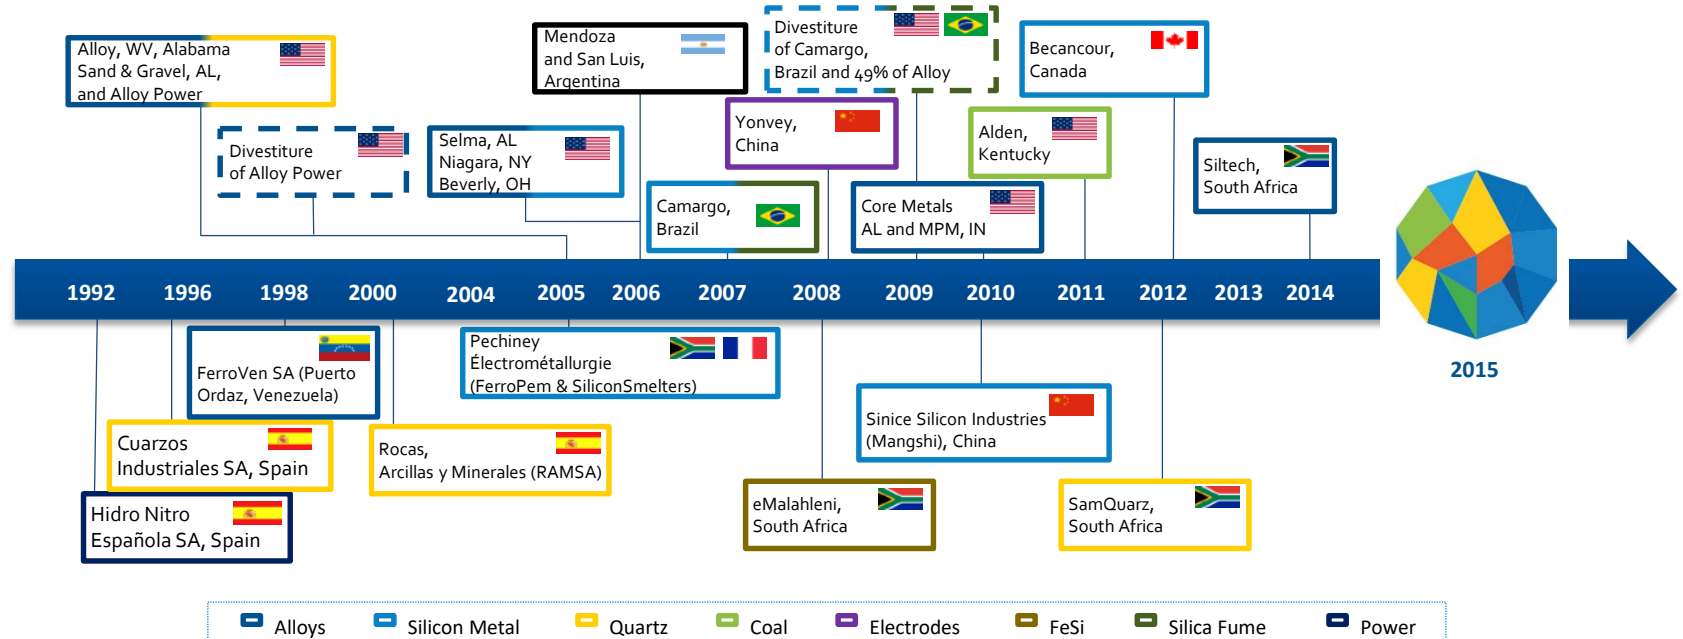 Alloy, WV, Alabama
Sand & Gravel, AL,
and Alloy Power
Divestiture
of Alloy Power
Selma, AL
Niagara, NY
Beverly, OH
Mendoza
and San Luis,
Argentina
Camargo,
Brazil
Yonvey,
China
Divestiture
of Camargo,
Brazil and 49% of Alloy
Core Metals
AL and MPM, IN
Alden,
Kentucky
Becancour,
Canada
Siltech,
South Africa
1992
1996
1998
2000
2004
2005
2006
2007
2008
2009
2010
2011
2012
2013
2014
2015
FerroVen SA (Puerto
Ordaz, Venezuela)
Cuarzos
Industriales SA, Spain
Hidro Nitro
Española SA, Spain
Rocas,
Arcillas y Minerales (RAMSA)
Pechiney
Électrométallurgie
(FerroPem & SiliconSmelters)
eMalahleni,
South Africa
Sinice Silicon Industries
(Mangshi), China
SamQuarz,
South Africa
Alloys
Silicon Metal
Quartz
Coal
Electrodes
FeSi
Silica Fume
Power